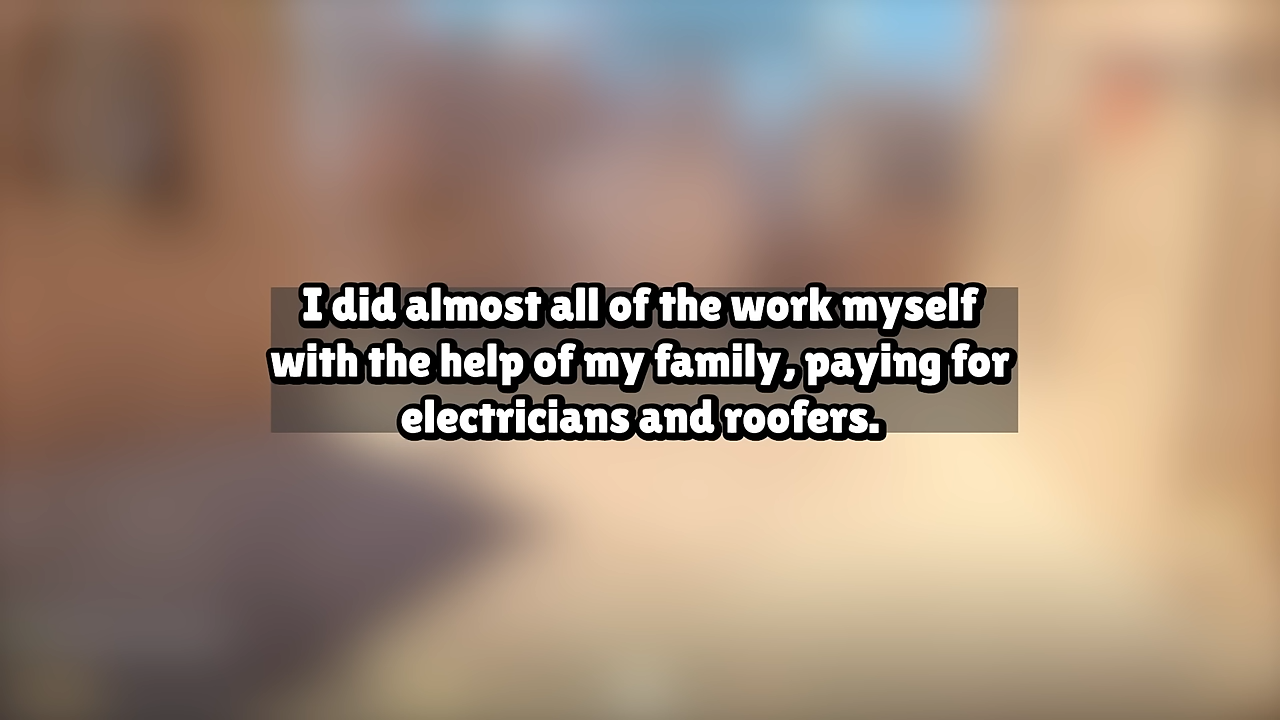 I did almost all of the work myself
with the help of my family, paying for
electricians and roofers.